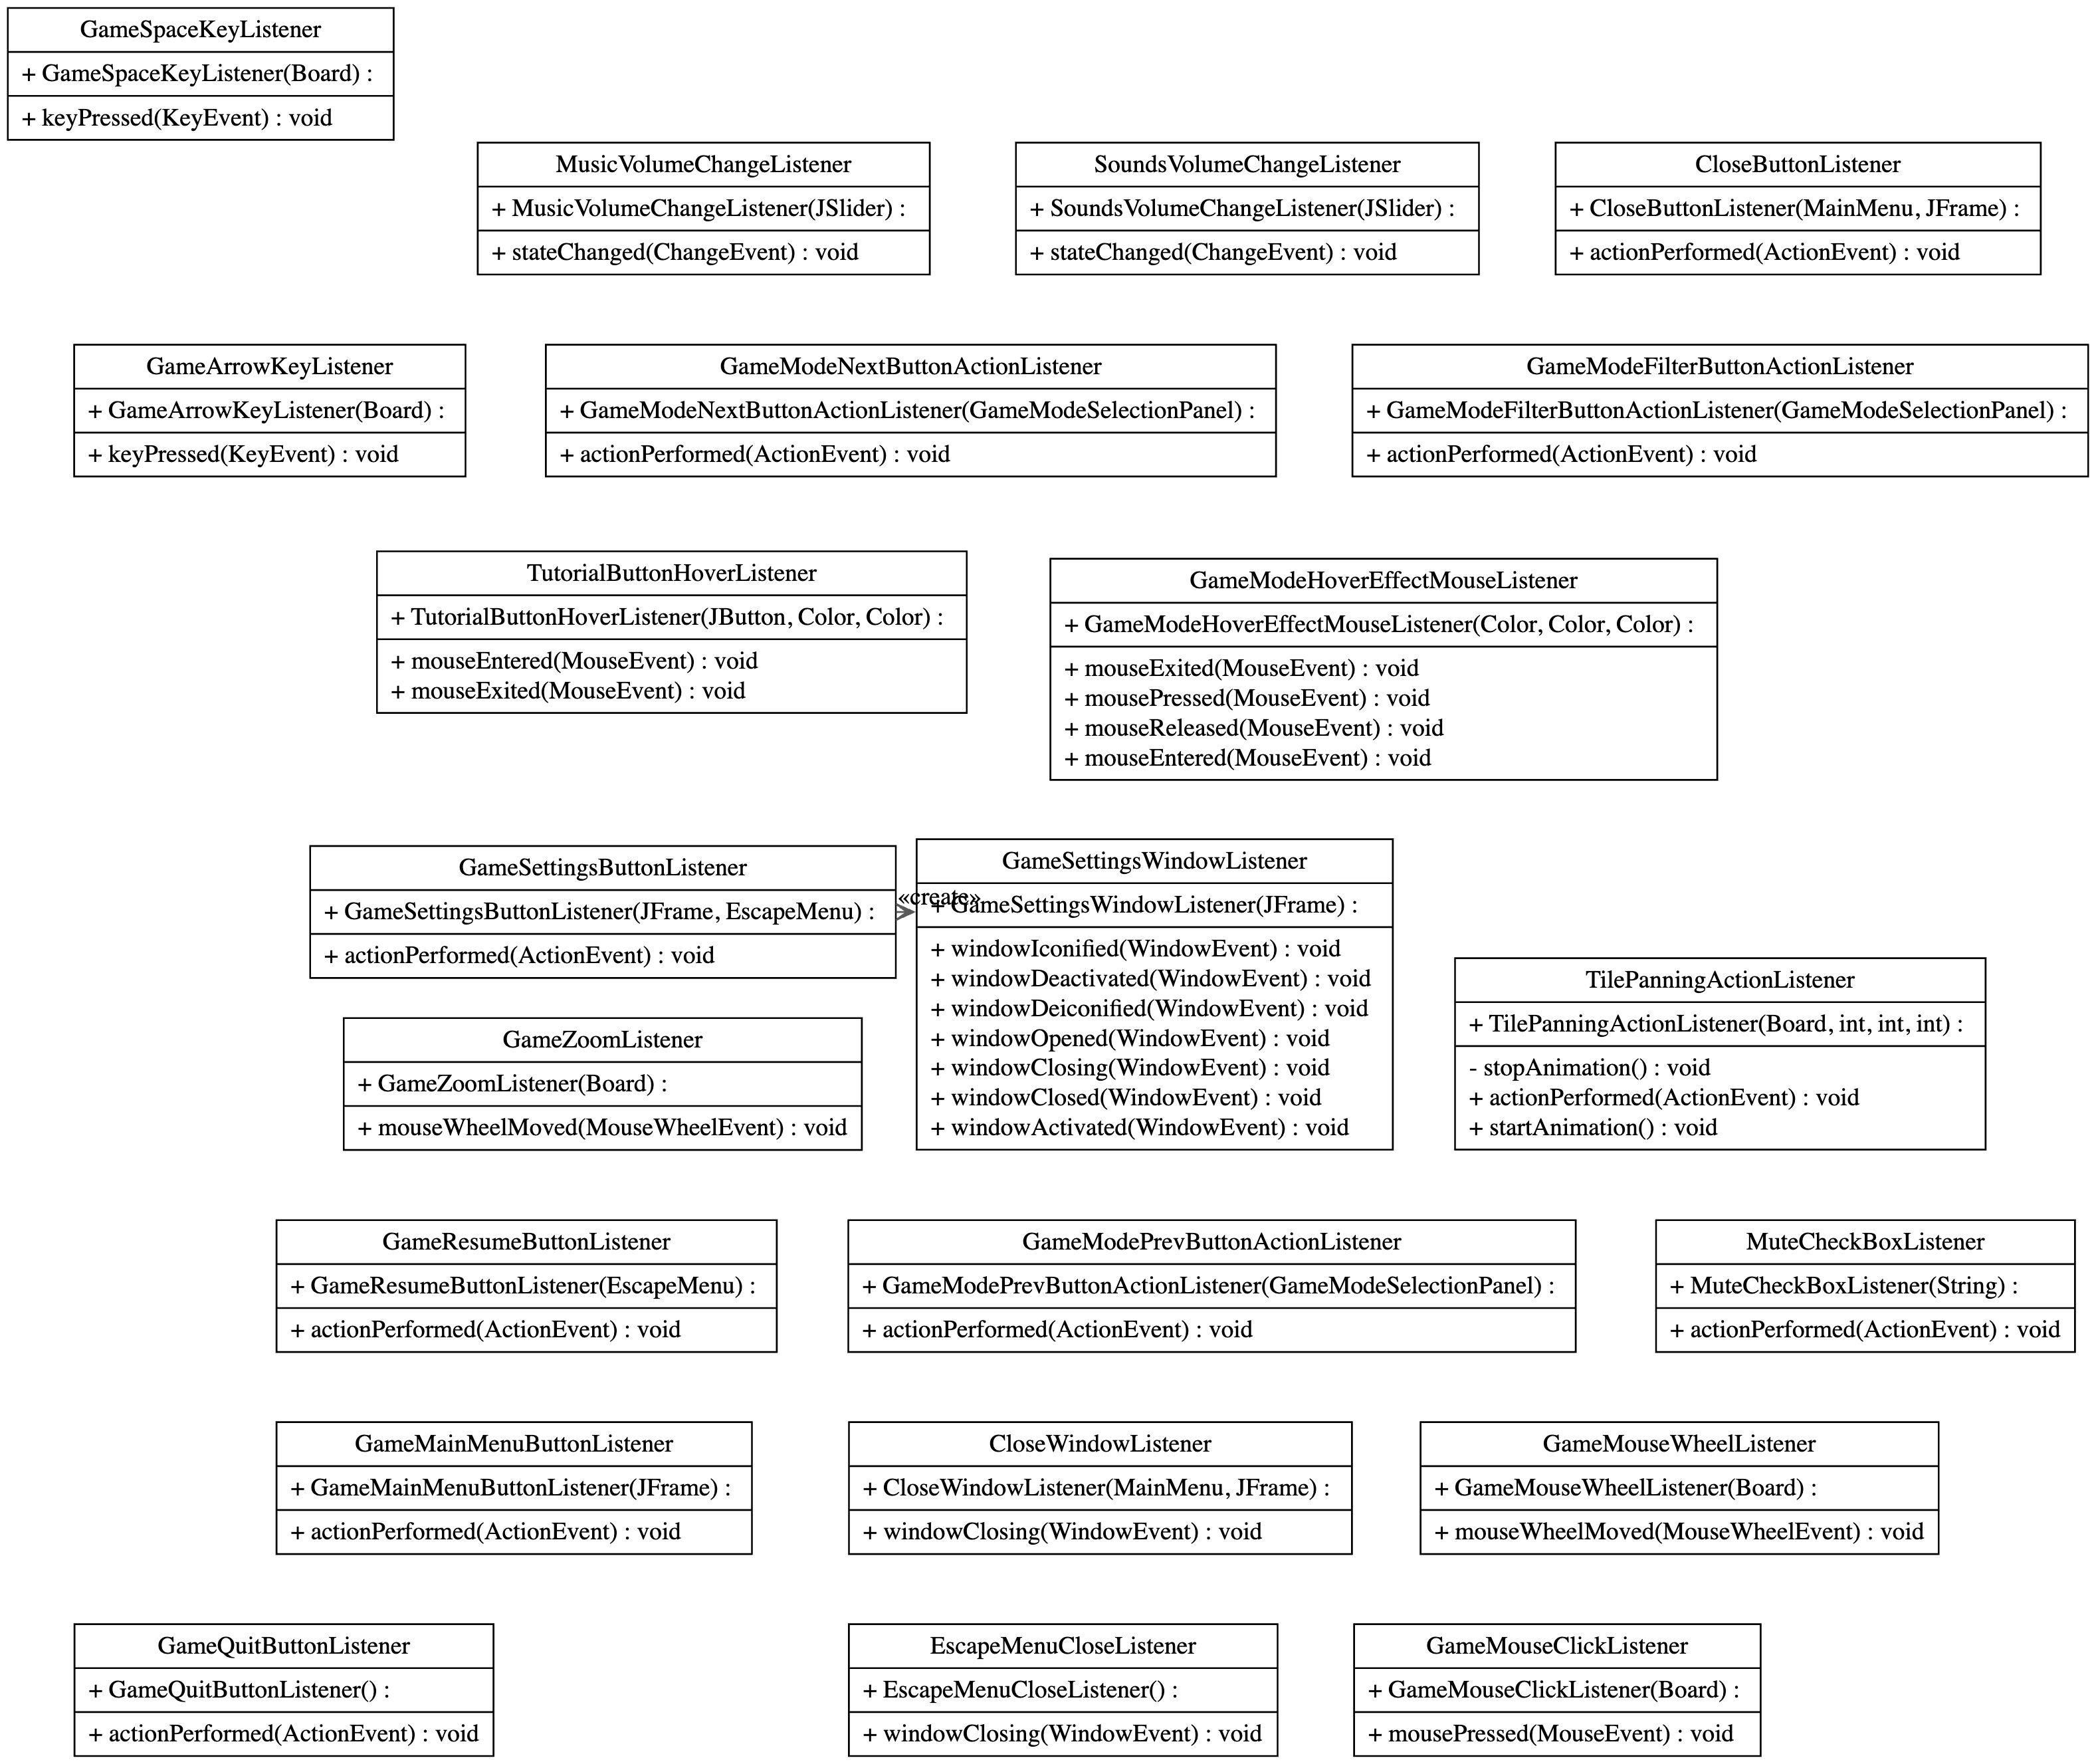 GameSpaceKeyListener
+ GameSpaceKeyListener(Board) :
+ keyPressed(KeyEvent) : void
MusicVolumeChangeListener
+ MusicVolumeChangeListener(JSlider) :
+ stateChanged(ChangeEvent) : void
SoundsVolumeChangeListener
+ SoundsVolumeChangeListener(JSlider) :
+ stateChanged(ChangeEvent) : void
CloseButtonListener
+ CloseButtonListener(MainMenu, JFrame) :
+ actionPerformed(ActionEvent) : void
GameArrowKeyListener
+ GameArrowKeyListener(Board) :
+ keyPressed(KeyEvent) : void
GameModeNextButtonActionListener
+ GameModeNextButtonActionListener(GameModeSelectionPanel) :
+ actionPerformed(ActionEvent) : void
GameModeFilterButtonActionListener
+ GameModeFilterButtonActionListener(GameModeSelectionPanel) :
+ actionPerformed(ActionEvent) : void
TutorialButtonHoverListener
+ TutorialButtonHoverListener(JButton, Color, Color) :
+ mouseEntered(MouseEvent) : void
+ mouseExited(MouseEvent) : void
GameModeHoverEffectMouseListener
+ GameModeHoverEffectMouseListener(Color, Color, Color) :
+ mouseExited(MouseEvent) : void
+ mousePressed(MouseEvent) : void
+ mouseReleased(MouseEvent) : void
+ mouseEntered(MouseEvent) : void
GameSettingsButtonListener
+ GameSettingsButtonListener(JFrame, EscapeMenu) :
+ actionPerformed(ActionEvent) : void
«create»
GameSettingsWindowListener
+ GameSettingsWindowListener(JFrame) :
+ windowIconified(WindowEvent) : void
+ windowDeactivated(WindowEvent) : void
+ windowDeiconified(WindowEvent) : void
+ windowOpened(WindowEvent) : void
+ windowClosing(WindowEvent) : void
+ windowClosed(WindowEvent) : void
+ windowActivated(WindowEvent) : void
GameZoomListener
+ GameZoomListener(Board) :
+ mouseWheelMoved(MouseWheelEvent) : void
TilePanningActionListener
+ TilePanningActionListener(Board, int, int, int) :
- stopAnimation() : void
+ actionPerformed(ActionEvent) : void
+ startAnimation() : void
GameResumeButtonListener
+ GameResumeButtonListener(EscapeMenu) :
+ actionPerformed(ActionEvent) : void
GameModePrevButtonActionListener
+ GameModePrevButtonActionListener(GameModeSelectionPanel) :
+ actionPerformed(ActionEvent) : void
MuteCheckBoxListener
+ MuteCheckBoxListener(String) :
+ actionPerformed(ActionEvent) : void
GameMainMenuButtonListener
+ GameMainMenuButtonListener(JFrame) :
+ actionPerformed(ActionEvent) : void
CloseWindowListener
+ CloseWindowListener(MainMenu, JFrame) :
+ windowClosing(WindowEvent) : void
GameMouseWheelListener
+ GameMouseWheelListener(Board) :
+ mouseWheelMoved(MouseWheelEvent) : void
GameQuitButtonListener
+ GameQuitButtonListener() :
+ actionPerformed(ActionEvent) : void
EscapeMenuCloseListener
+ EscapeMenuCloseListener() :
+ windowClosing(WindowEvent) : void
GameMouseClickListener
+ GameMouseClickListener(Board) :
+ mousePressed(MouseEvent) : void